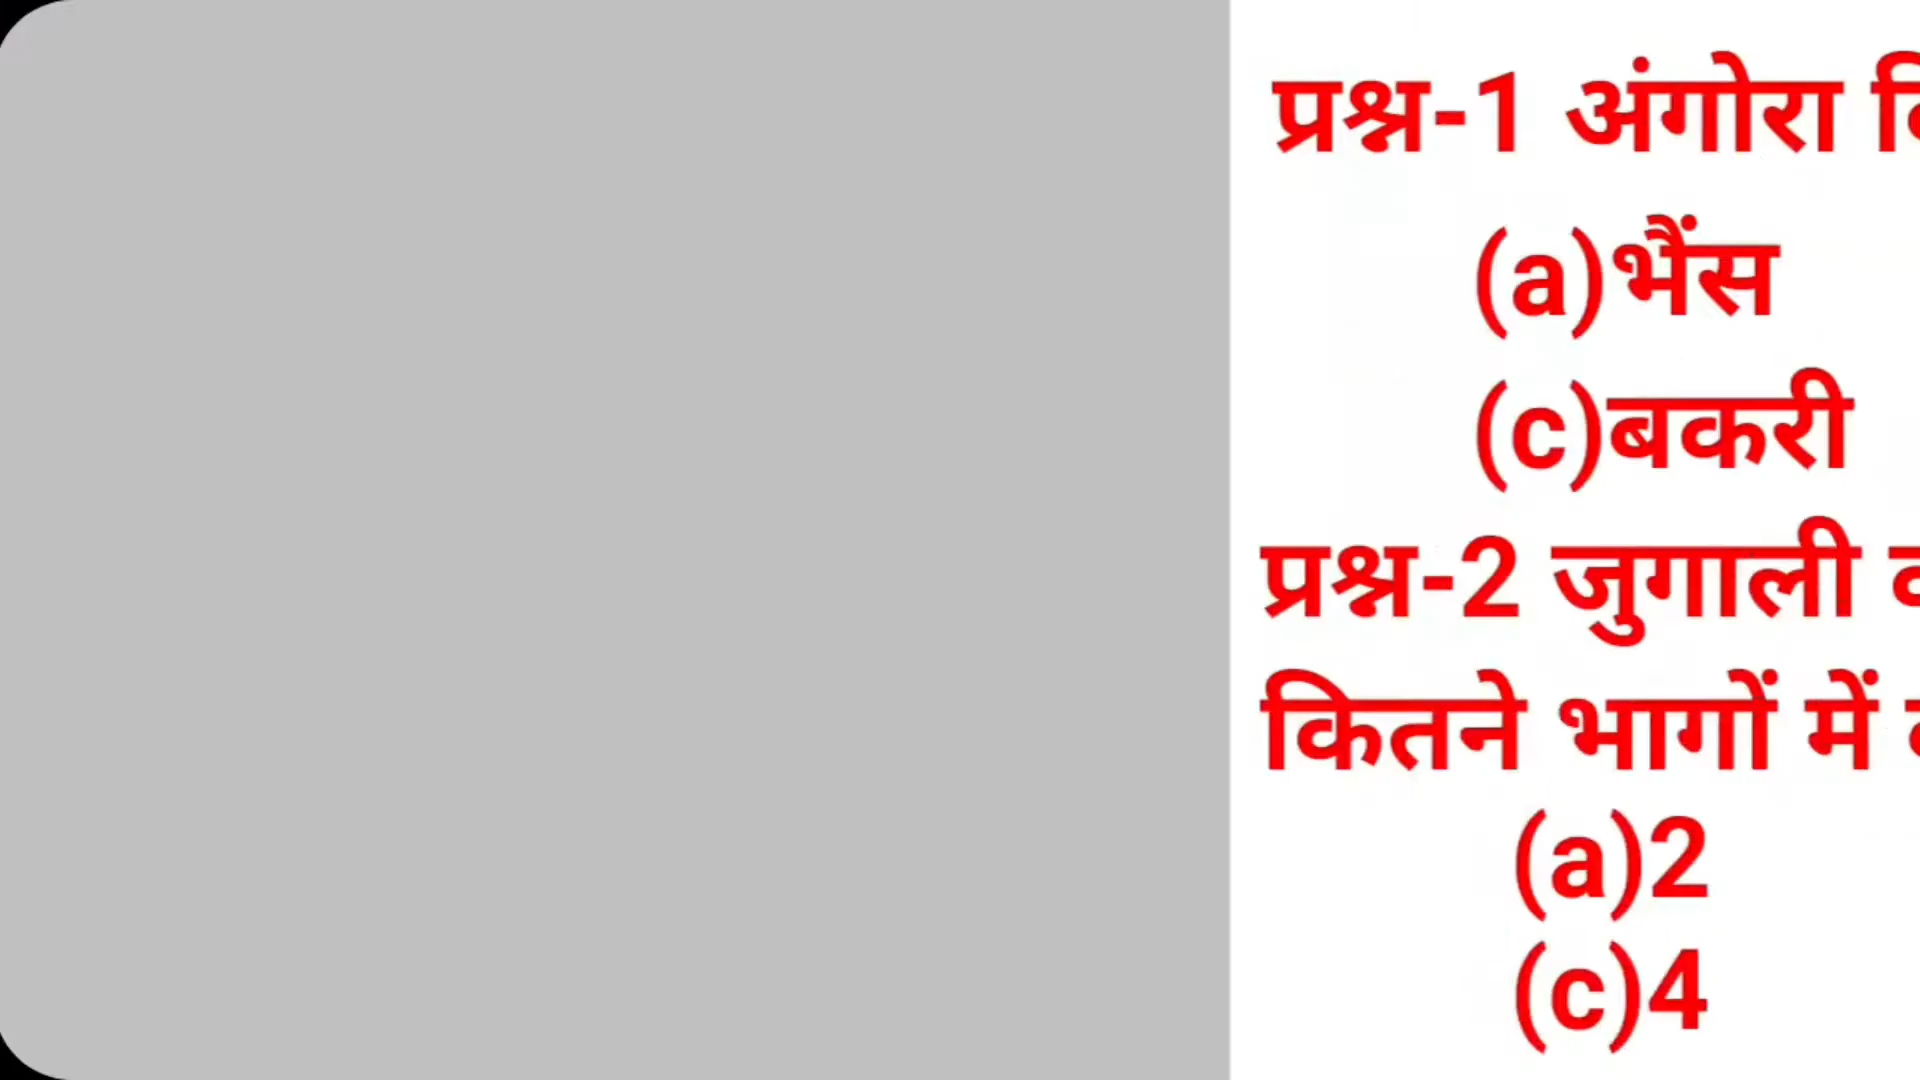 प्रश्न-1 अंगोरा
(a)भैंस
(c)बकरी
प्रश्न-2 जुगाली
कितने भागों में
(a)2
(c)4